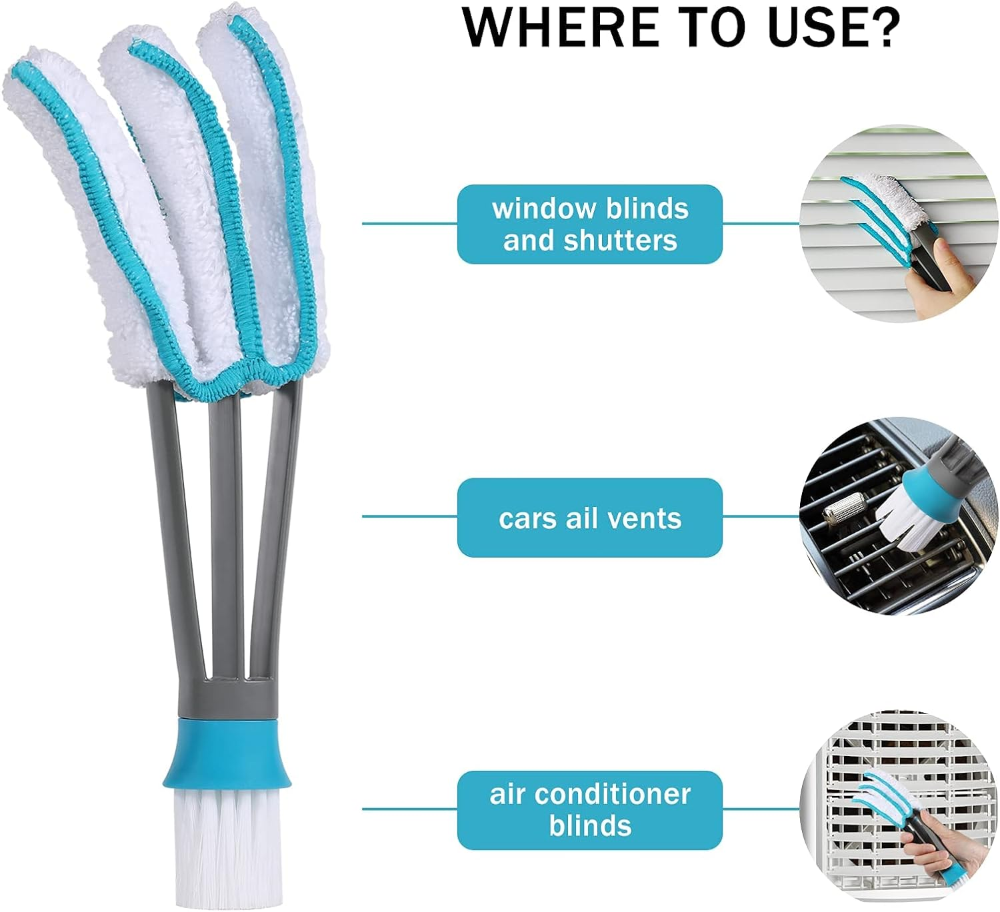 WHERE TO USE?
window blinds
and shutters
cars ail vents
air conditioner
blinds